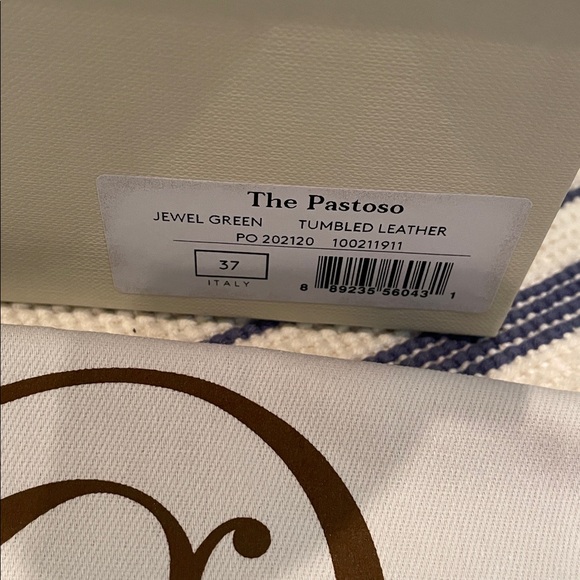 The Pastoso
JEWEL GREEN TUMBLED LEATHER
PO 202120 100211911
37
ITALY
8 89235 56043 1